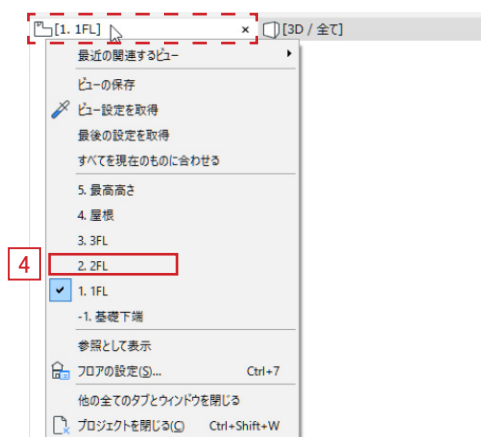 [1. 1FL] × [3D / 全て]
最近の関連するビュー
ビューの保存
ビュー設定を取得
最後の設定を取得
すべてを現在のものに合わせる
5. 最高高さ
4. 屋根
3. 3FL
4 2. 2FL
1. 1FL
-1. 基礎下端
参照として表示
フロアの設定(S)... Ctrl+7
他の全てのタブとウィンドウを閉じる
プロジェクトを閉じる(C) Ctrl+Shift+W